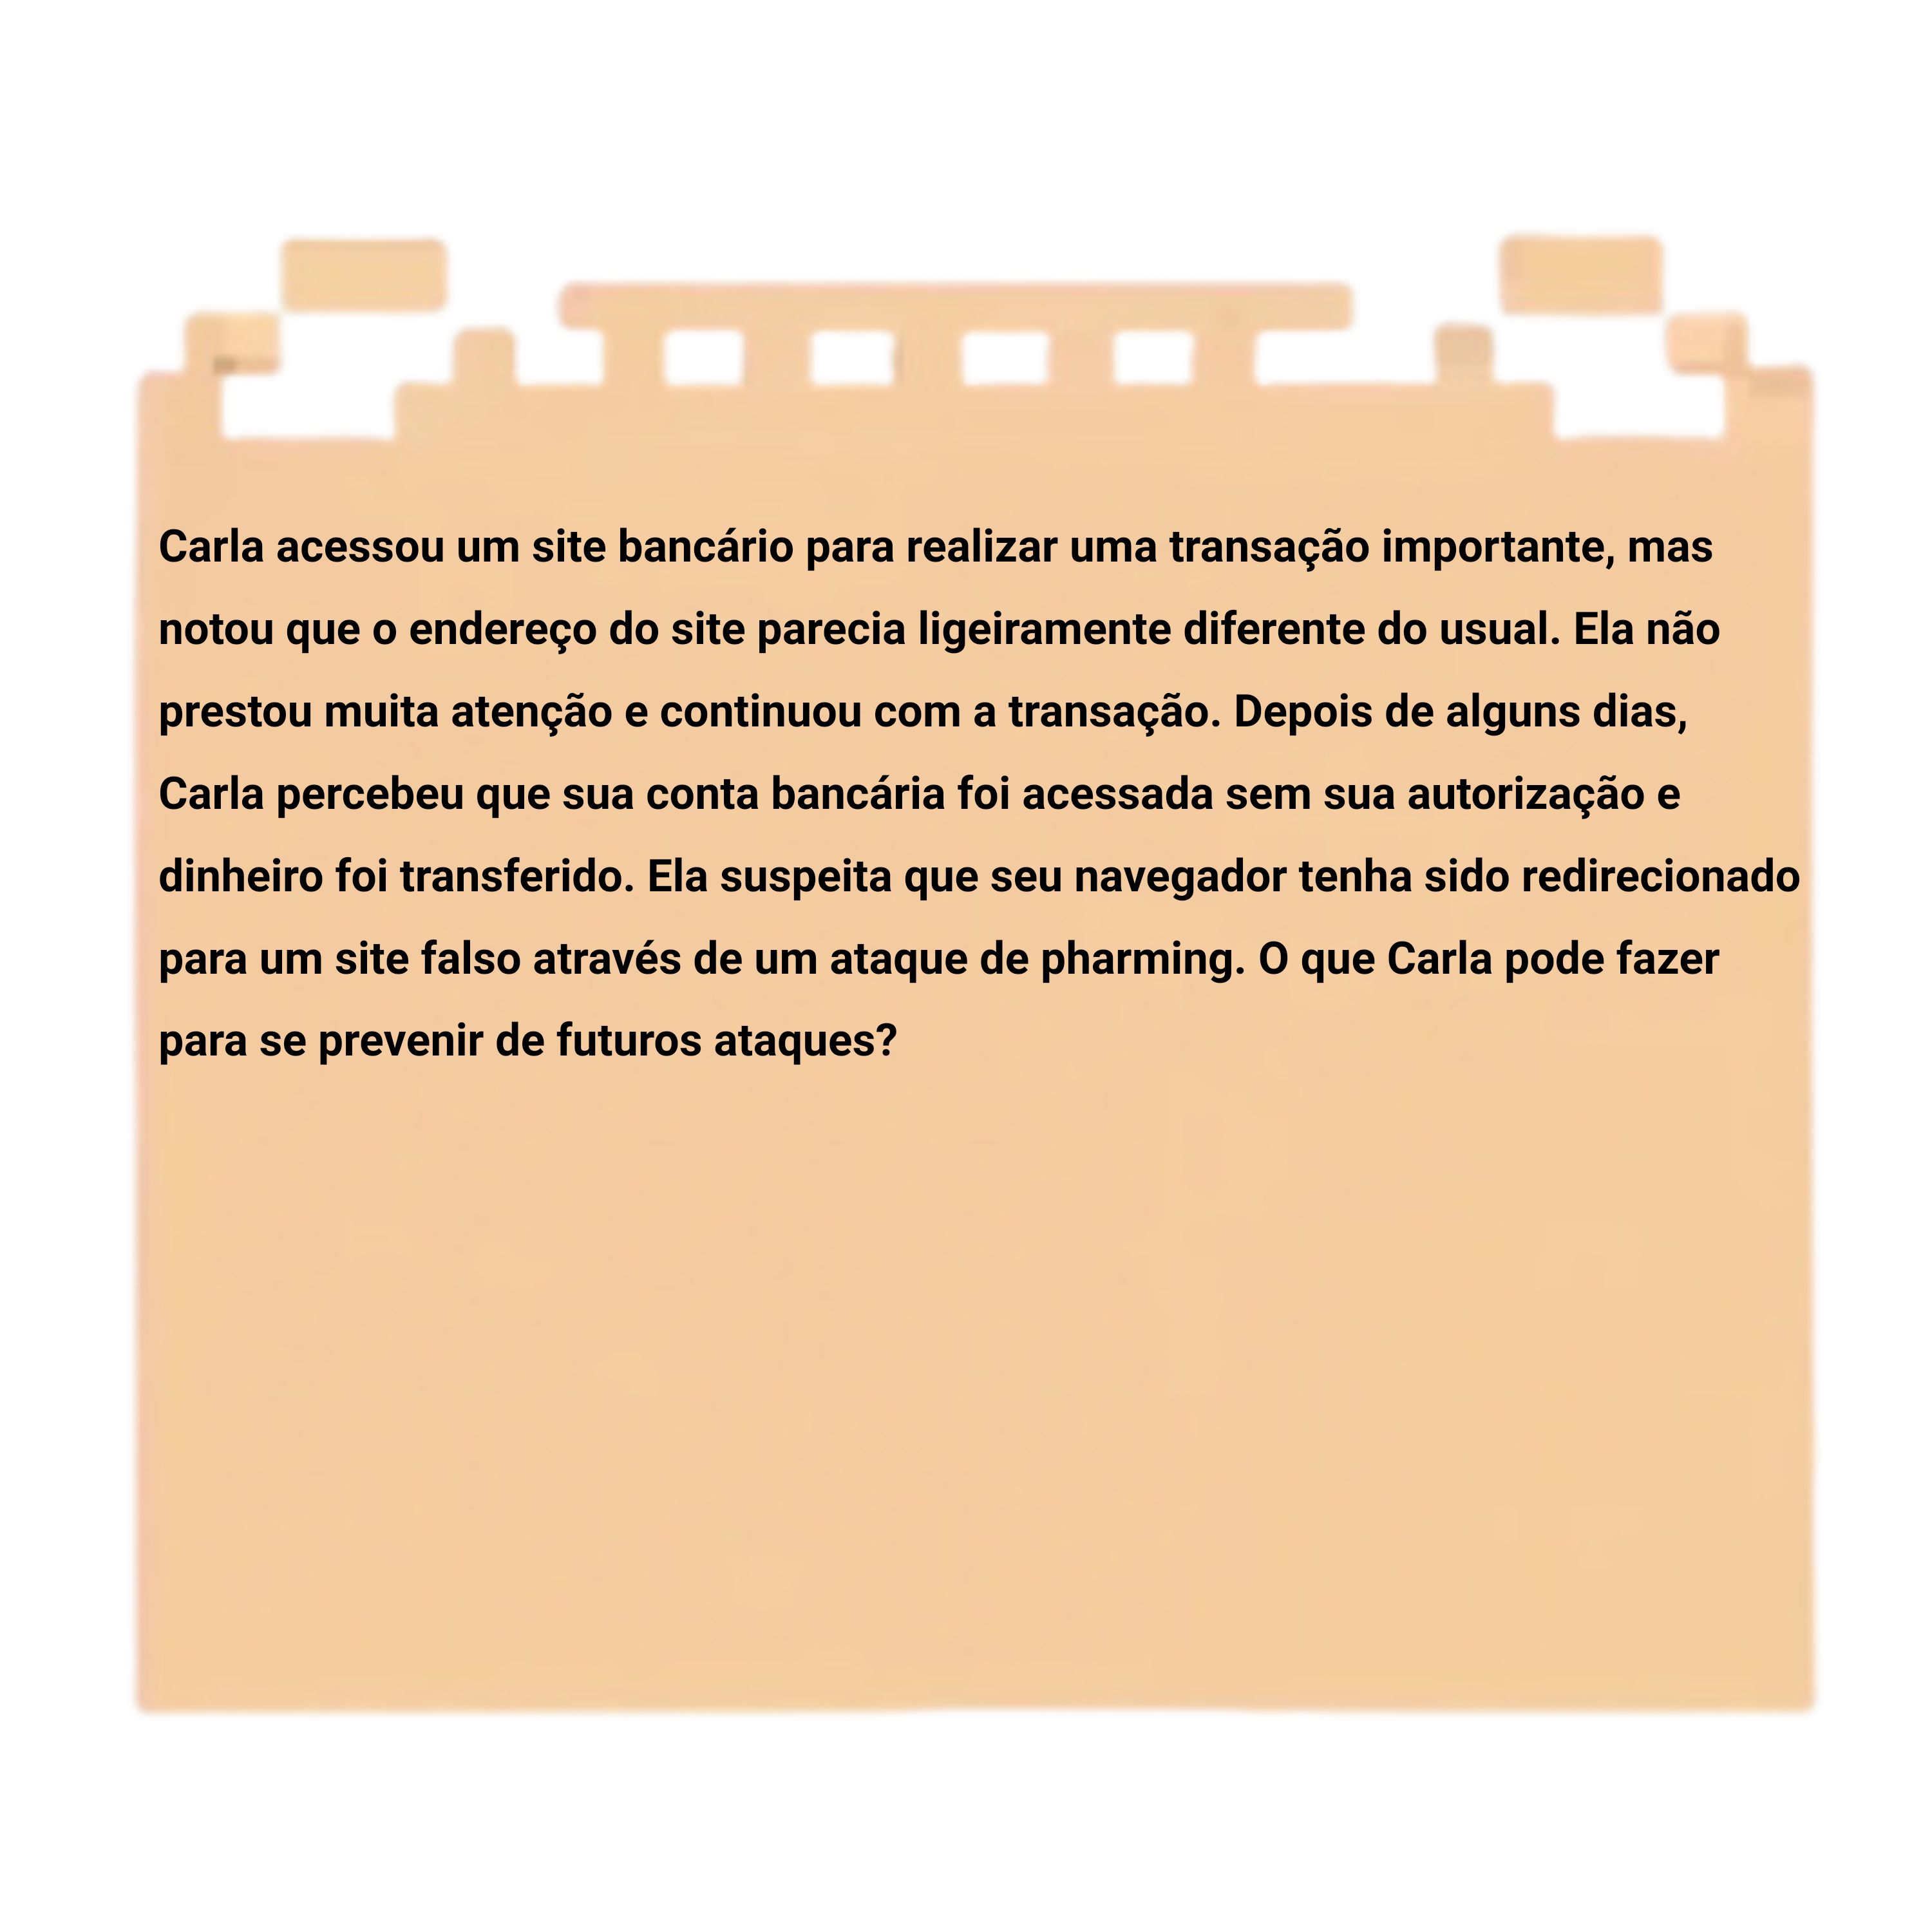 Carla acessou um site bancário para realizar uma transação importante, mas
notou que o endereço do site parecia ligeiramente diferente do usual. Ela não
prestou muita atenção e continuou com a transação. Depois de alguns dias,
Carla percebeu que sua conta bancária foi acessada sem sua autorização e
dinheiro foi transferido. Ela suspeita que seu navegador tenha sido redirecionado
para um site falso através de um ataque de pharming. O que Carla pode fazer
para se prevenir de futuros ataques?